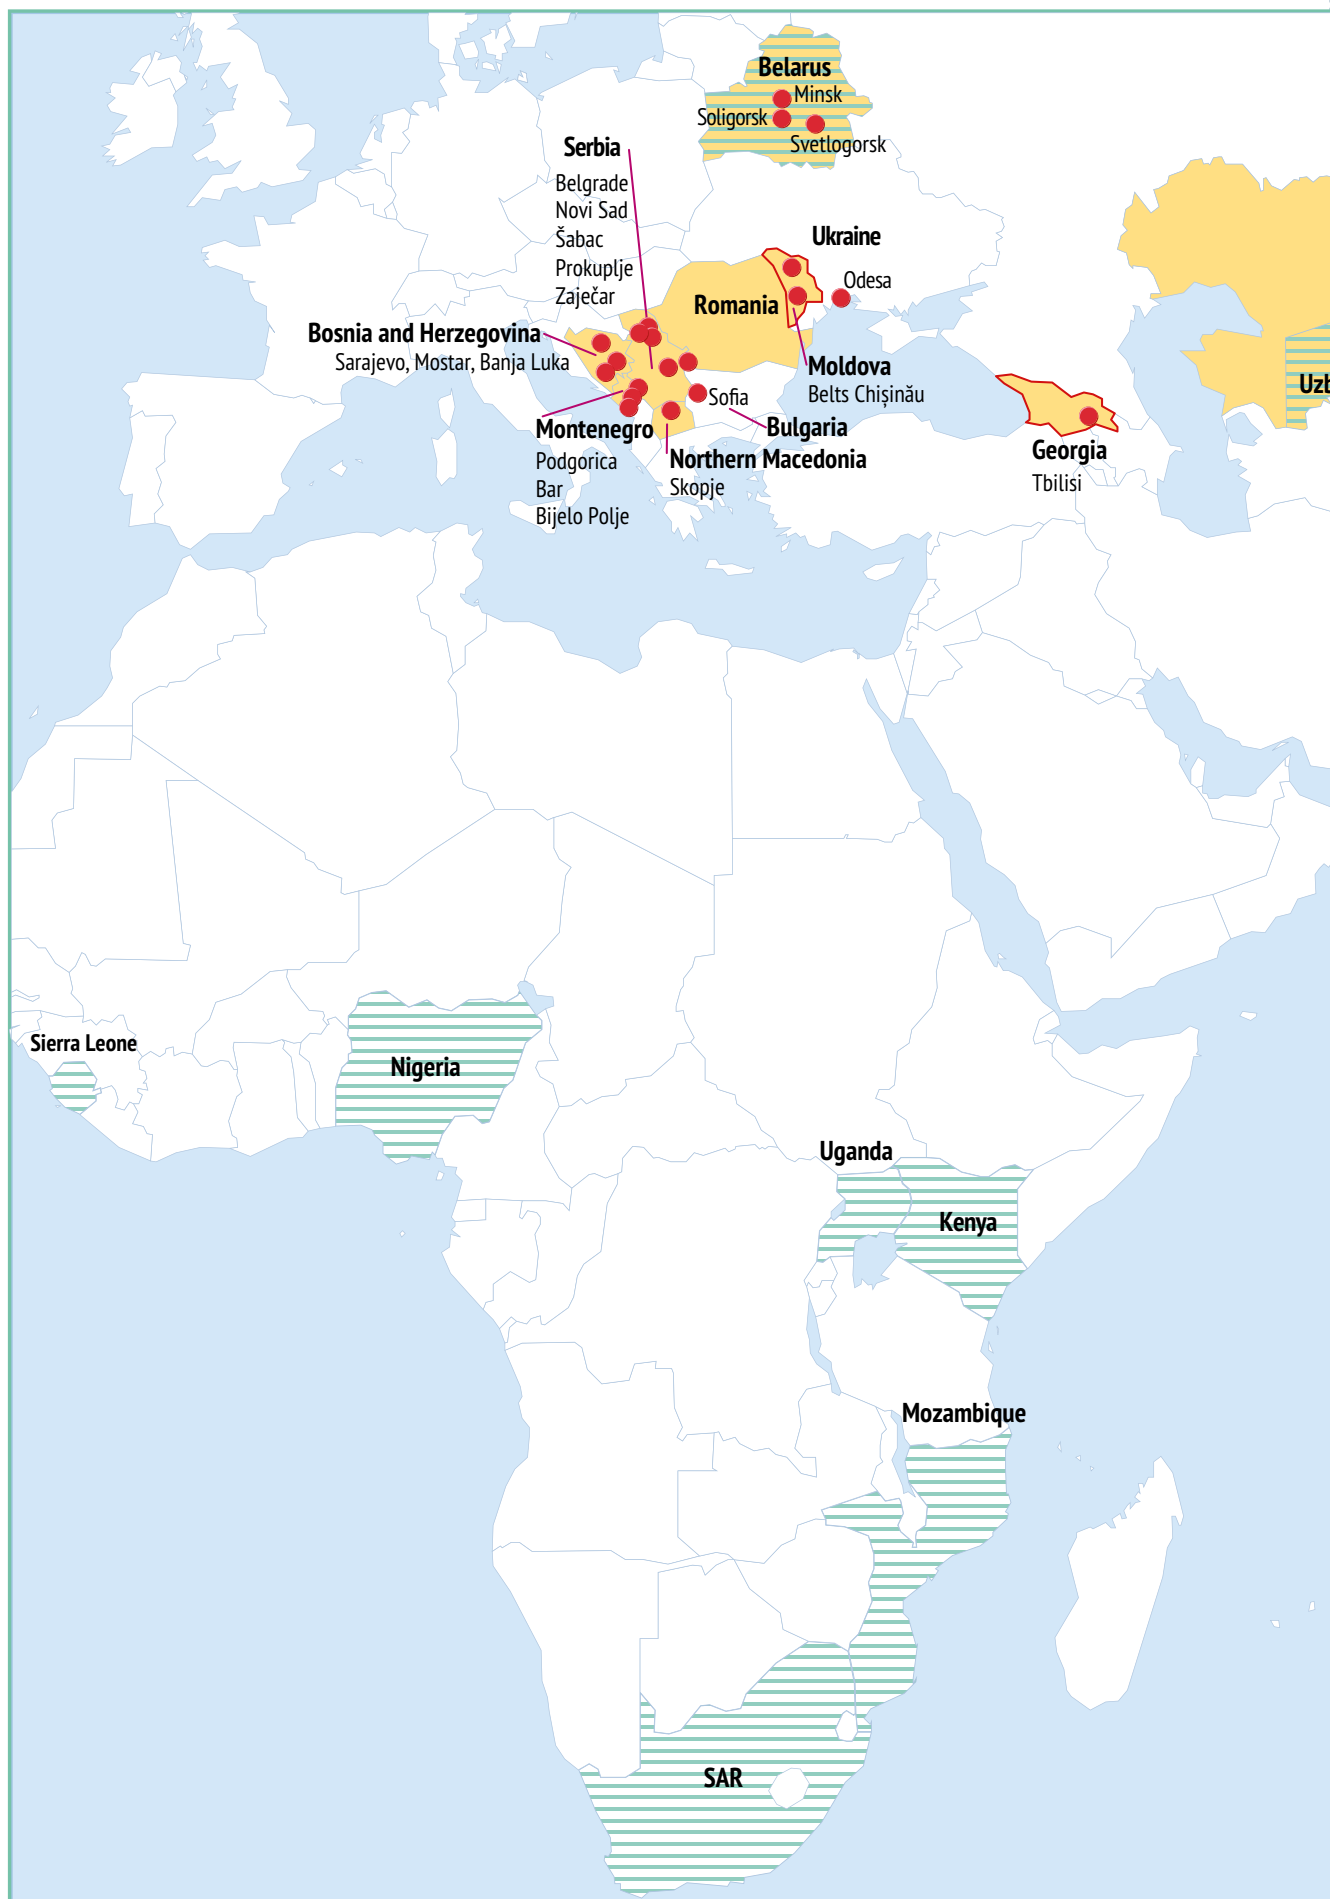 Belarus
Minsk
Soligorsk
Svetlogorsk
Serbia
Belgrade
Novi Sad
Šabac
Prokuplje
Zaječar
Ukraine
Odesa
Romania
Bosnia and Herzegovina
Sarajevo, Mostar, Banja Luka
Moldova
Belts Chișinău
Uzb
Sofia
Bulgaria
Montenegro
Podgorica
Bar
Bijelo Polje
Northern Macedonia
Skopje
Georgia
Tbilisi
Sierra Leone
Nigeria
Uganda
Kenya
Mozambique
SAR